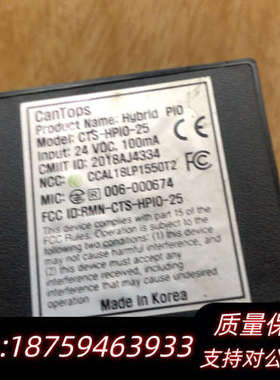 CanTops
Product Name: Hybrid PIO
Model: CTS-HPIO-25
Input: 24 VDC, 100mA
CMIIT ID: 2018AJ4334
NCC: CCAL18LP1550T2
MIC: 006-000674
FCC ID:RMN-CTS-HPIO-25
This device complies with part 15 of the
FCC Rules. Operation is subject to the
following two conditions: (1) this device
may not cause harmful interference, and
(2) this device must accept any
interference received, including
interference that may cause undesired
operation.
Made in Korea
质量保
:18759463933
支持对公